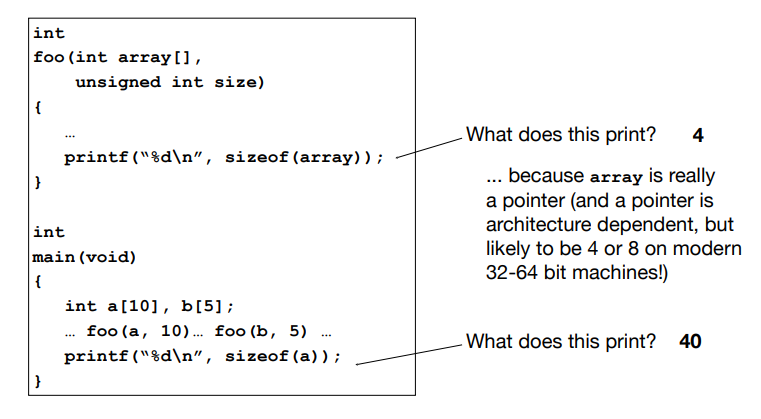 int
foo(int array[],
    unsigned int size)
{
   …
   printf(“%d\n”, sizeof(array));
}
int
main(void)
{
   int a[10], b[5];
   … foo(a, 10)… foo(b, 5) …
   printf(“%d\n”, sizeof(a));
}
What does this print? 4
... because array is really
a pointer (and a pointer is
architecture dependent, but
likely to be 4 or 8 on modern
32-64 bit machines!)
What does this print? 40